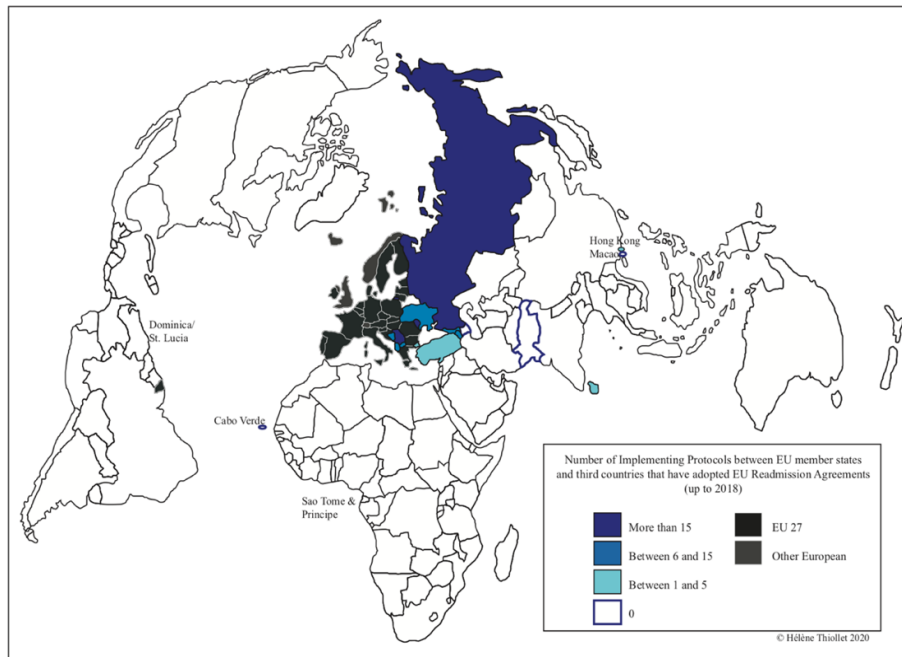 Hong Kong
Macao
Dominica/
St. Lucia
Cabo Verde
Sao Tome &
Principe
Number of Implementing Protocols between EU member states
and third countries that have adopted EU Readmission Agreements
(up to 2018)
More than 15
EU 27
Between 6 and 15
Other European
Between 1 and 5
0
© Hélène Thiollet 2020